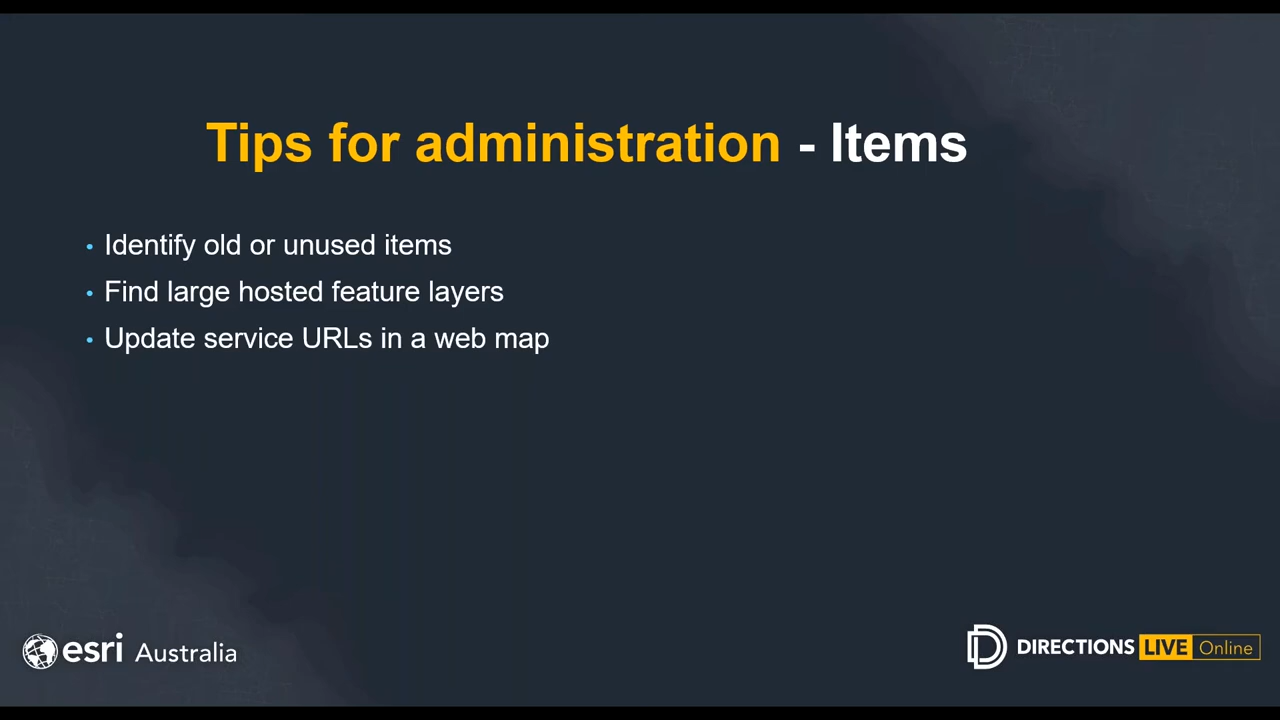 Tips for administration - Items
• Identify old or unused items
• Find large hosted feature layers
• Update service URLs in a web map
esri Australia
DIRECTIONS LIVE Online